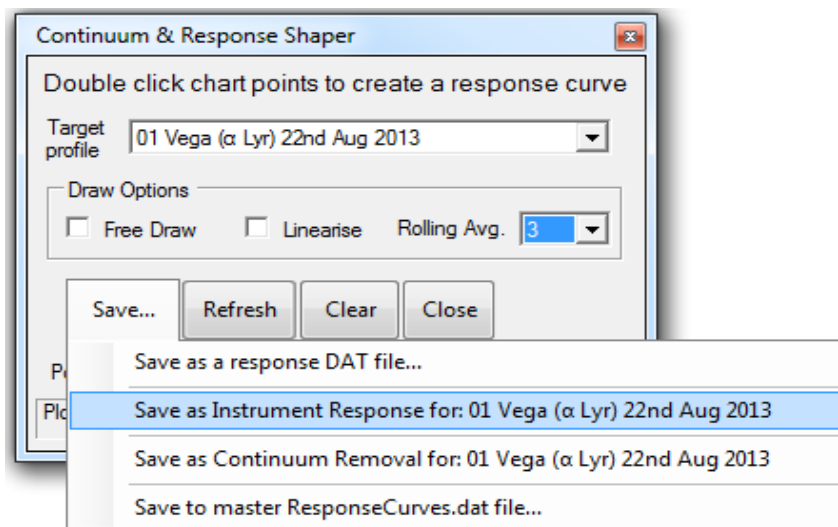 Continuum & Response Shaper
Double click chart points to create a response curve
Target profile
01 Vega (α Lyr) 22nd Aug 2013
Draw Options
Free Draw Linearise Rolling Avg. 3
Save... Refresh Clear Close
Save as a response DAT file...
Save as Instrument Response for: 01 Vega (α Lyr) 22nd Aug 2013
Save as Continuum Removal for: 01 Vega (α Lyr) 22nd Aug 2013
Save to master ResponseCurves.dat file...